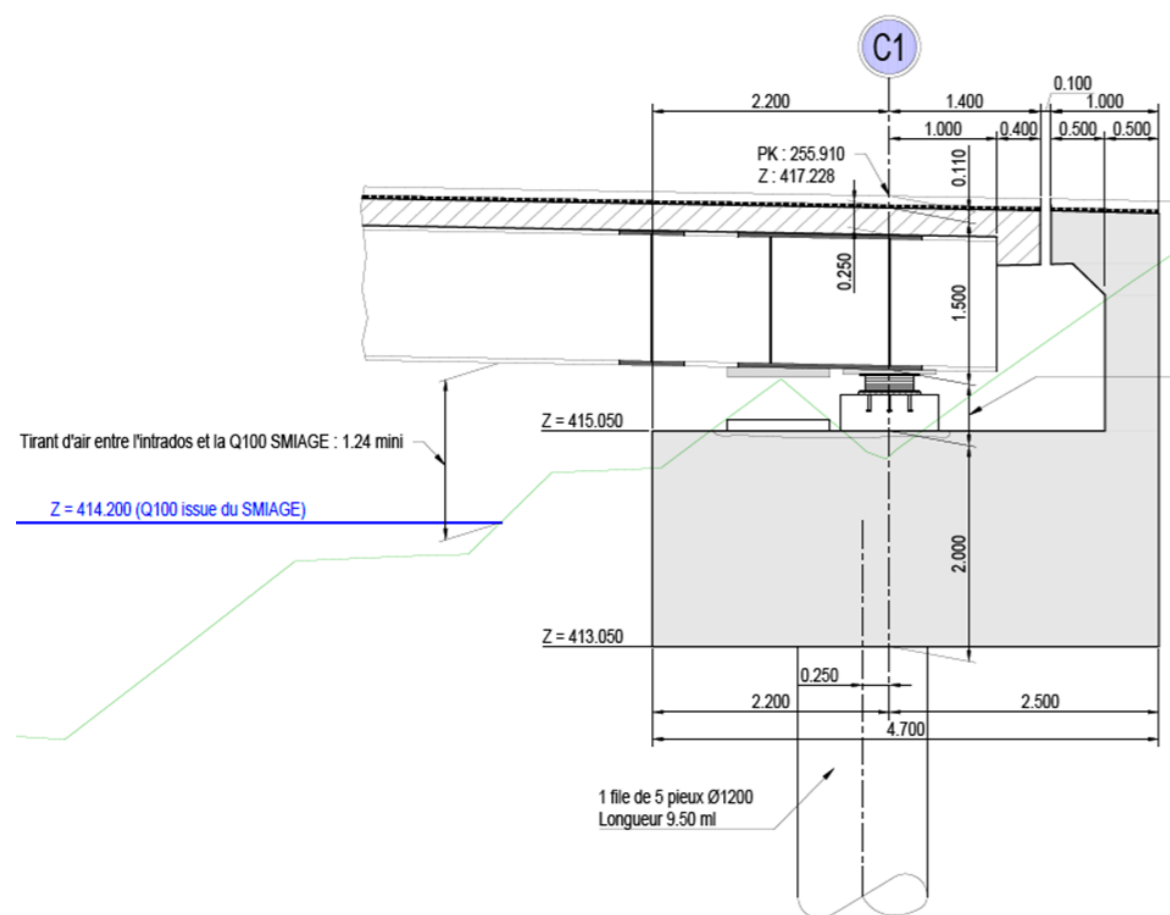 C1
0.100
2.200
1.400
1.000
1.000
0.400
0.500
0.500
PK : 255.910
Z : 417.228
0.110
0.250
1.500
Z = 415.050
Tirant d'air entre l'intrados et la Q100 SMIAGE : 1.24 mini
Z = 414.200 (Q100 issue du SMIAGE)
2.000
Z = 413.050
0.250
2.200
2.500
4.700
1 file de 5 pieux Ø1200
Longueur 9.50 ml